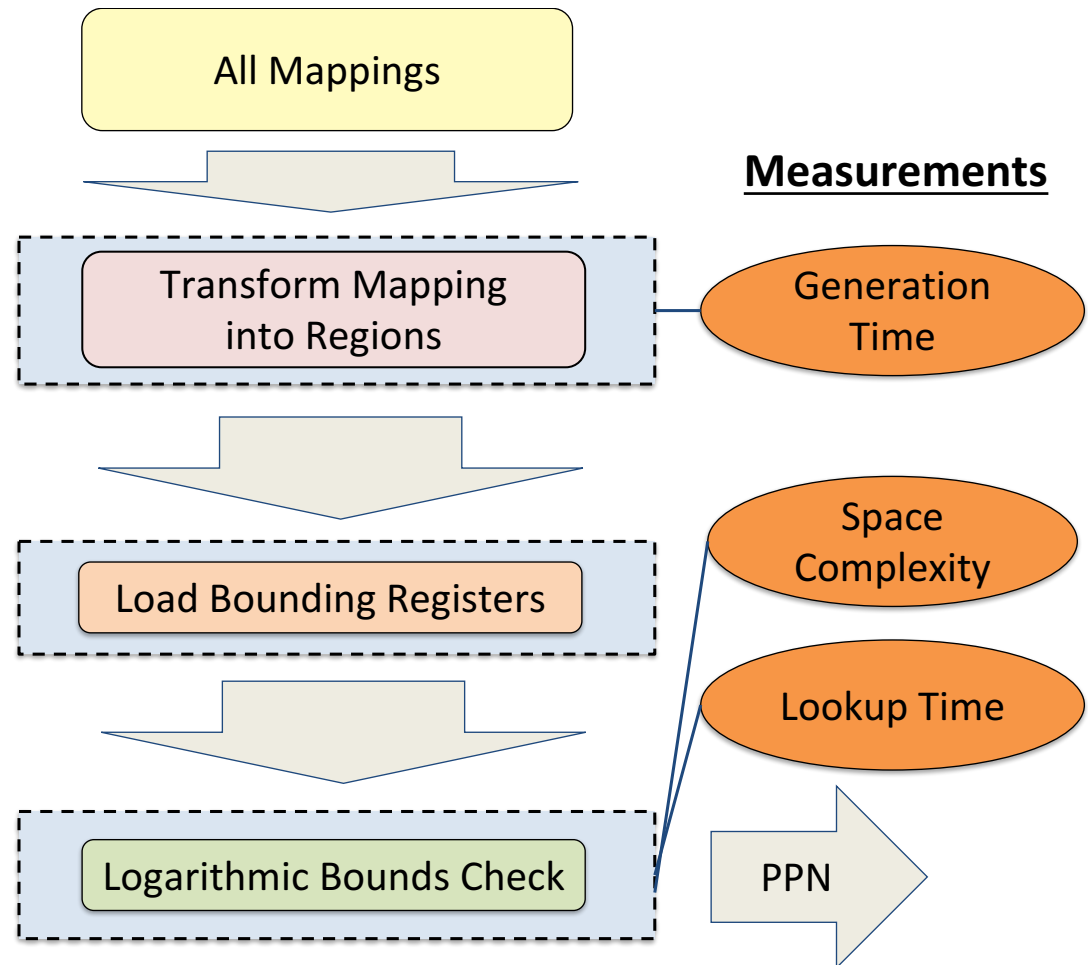 All Mappings
Measurements
Transform Mapping
into Regions
Generation
Time
Space
Complexity
Load Bounding Registers
Lookup Time
Logarithmic Bounds Check
PPN